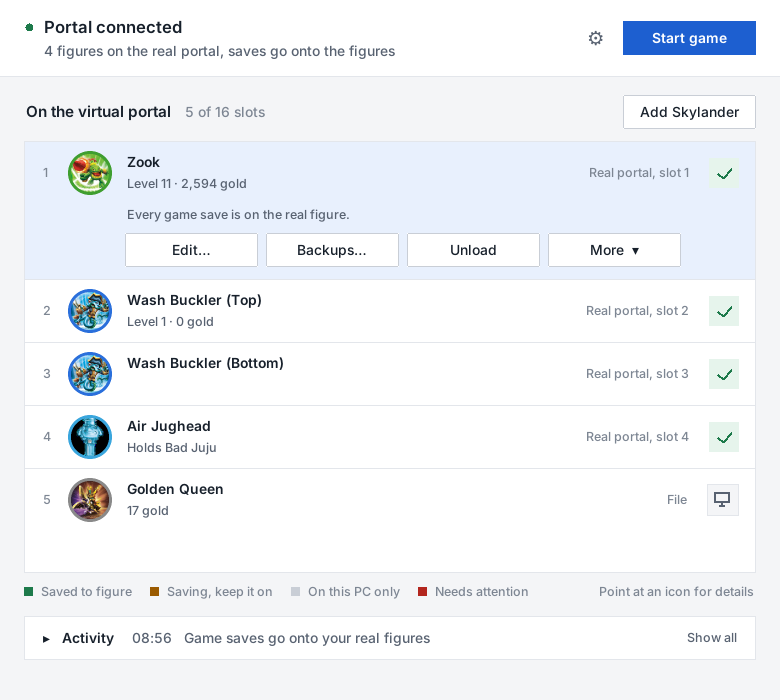 Portal connected
4 figures on the real portal, saves go onto the figures
Start game
On the virtual portal 5 of 16 slots
Add Skylander
1 Zook Real portal, slot 1
Level 11 · 2,594 gold
Every game save is on the real figure.
Edit... Backups... Unload More ▾
2 Wash Buckler (Top) Real portal, slot 2
Level 1 · 0 gold
3 Wash Buckler (Bottom) Real portal, slot 3
4 Air Jughead Real portal, slot 4
Holds Bad Juju
5 Golden Queen File
17 gold
Saved to figure Saving, keep it on On this PC only Needs attention Point at an icon for details
▸ Activity 08:56 Game saves go onto your real figures Show all